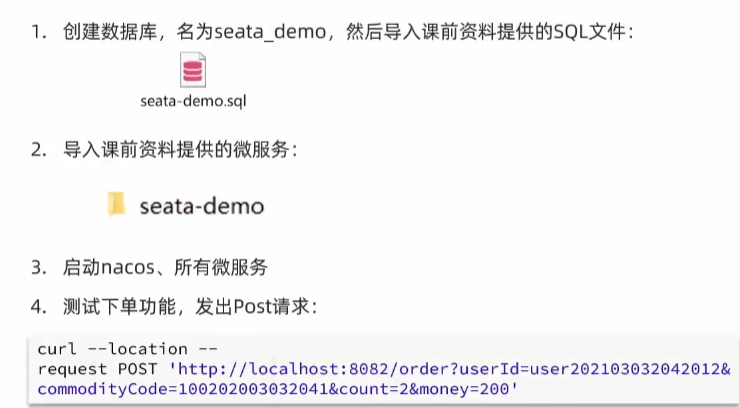 1. 创建数据库，名为seata_demo，然后导入课前资料提供的SQL文件：
seata-demo.sql
2. 导入课前资料提供的微服务：
seata-demo
3. 启动nacos、所有微服务
4. 测试下单功能，发出Post请求：
curl --location --
request POST 'http://localhost:8082/order?userId=user202103032042012&
commodityCode=100202003032041&count=2&money=200'